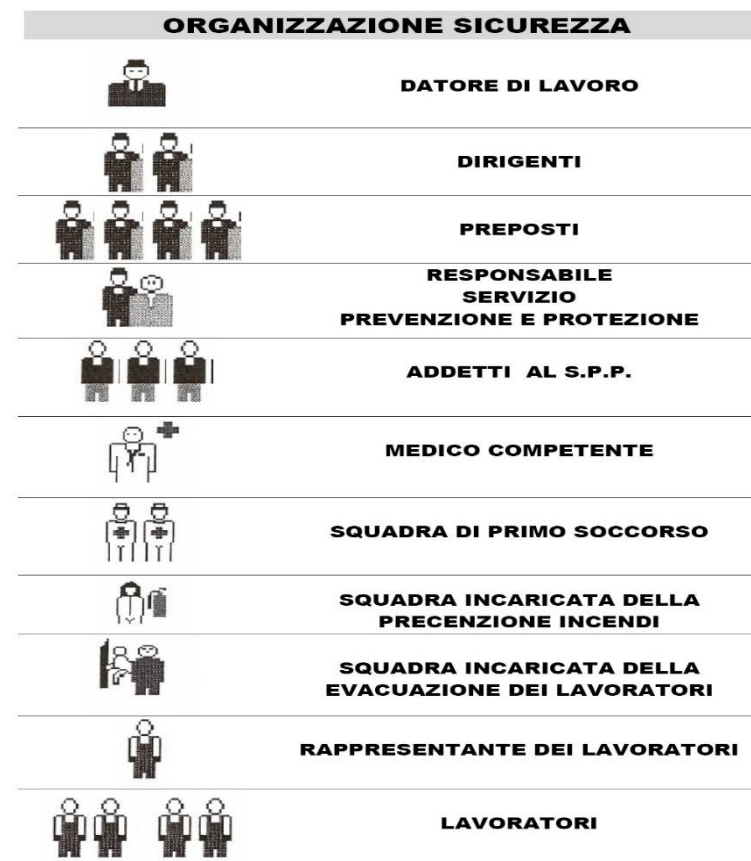 ORGANIZZAZIONE SICUREZZA
DATORE DI LAVORO
DIRIGENTI
PREPOSTI
RESPONSABILE
SERVIZIO
PREVENZIONE E PROTEZIONE
ADDETTI AL S.P.P.
MEDICO COMPETENTE
SQUADRA DI PRIMO SOCCORSO
SQUADRA INCARICATA DELLA
PRECENZIONE INCENDI
SQUADRA INCARICATA DELLA
EVACUAZIONE DEI LAVORATORI
RAPPRESENTANTE DEI LAVORATORI
LAVORATORI